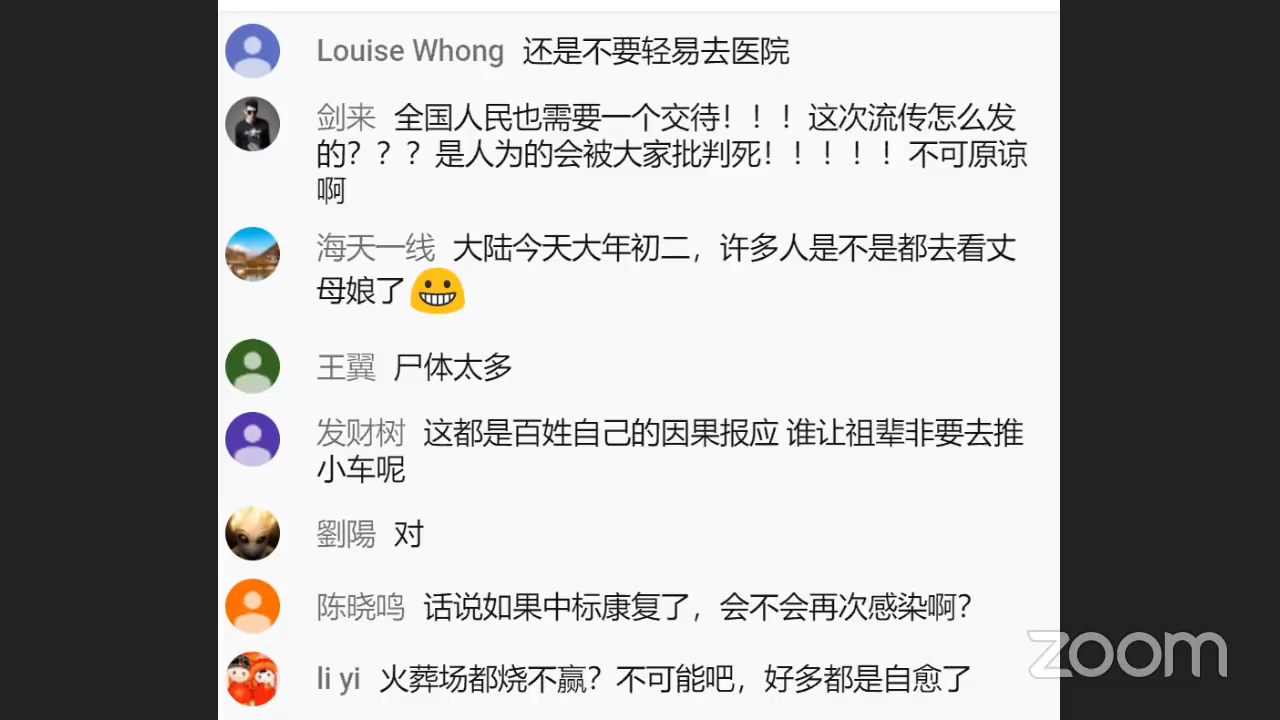 Louise Whong 还是不要轻易去医院
剑来 全国人民也需要一个交待！！！这次流传怎么发
的？？？是人为的会被大家批判死！！！！！不可原谅
啊
海天一线 大陆今天大年初二，许多人是不是都去看丈
母娘了😀
王翼 尸体太多
发财树 这都是百姓自己的因果报应 谁让祖辈非要去推
小车呢
劉陽 对
陈晓鸣 话说如果中标康复了，会不会再次感染啊？
li yi 火葬场都烧不赢？不可能吧，好多都是自愈了
zoom